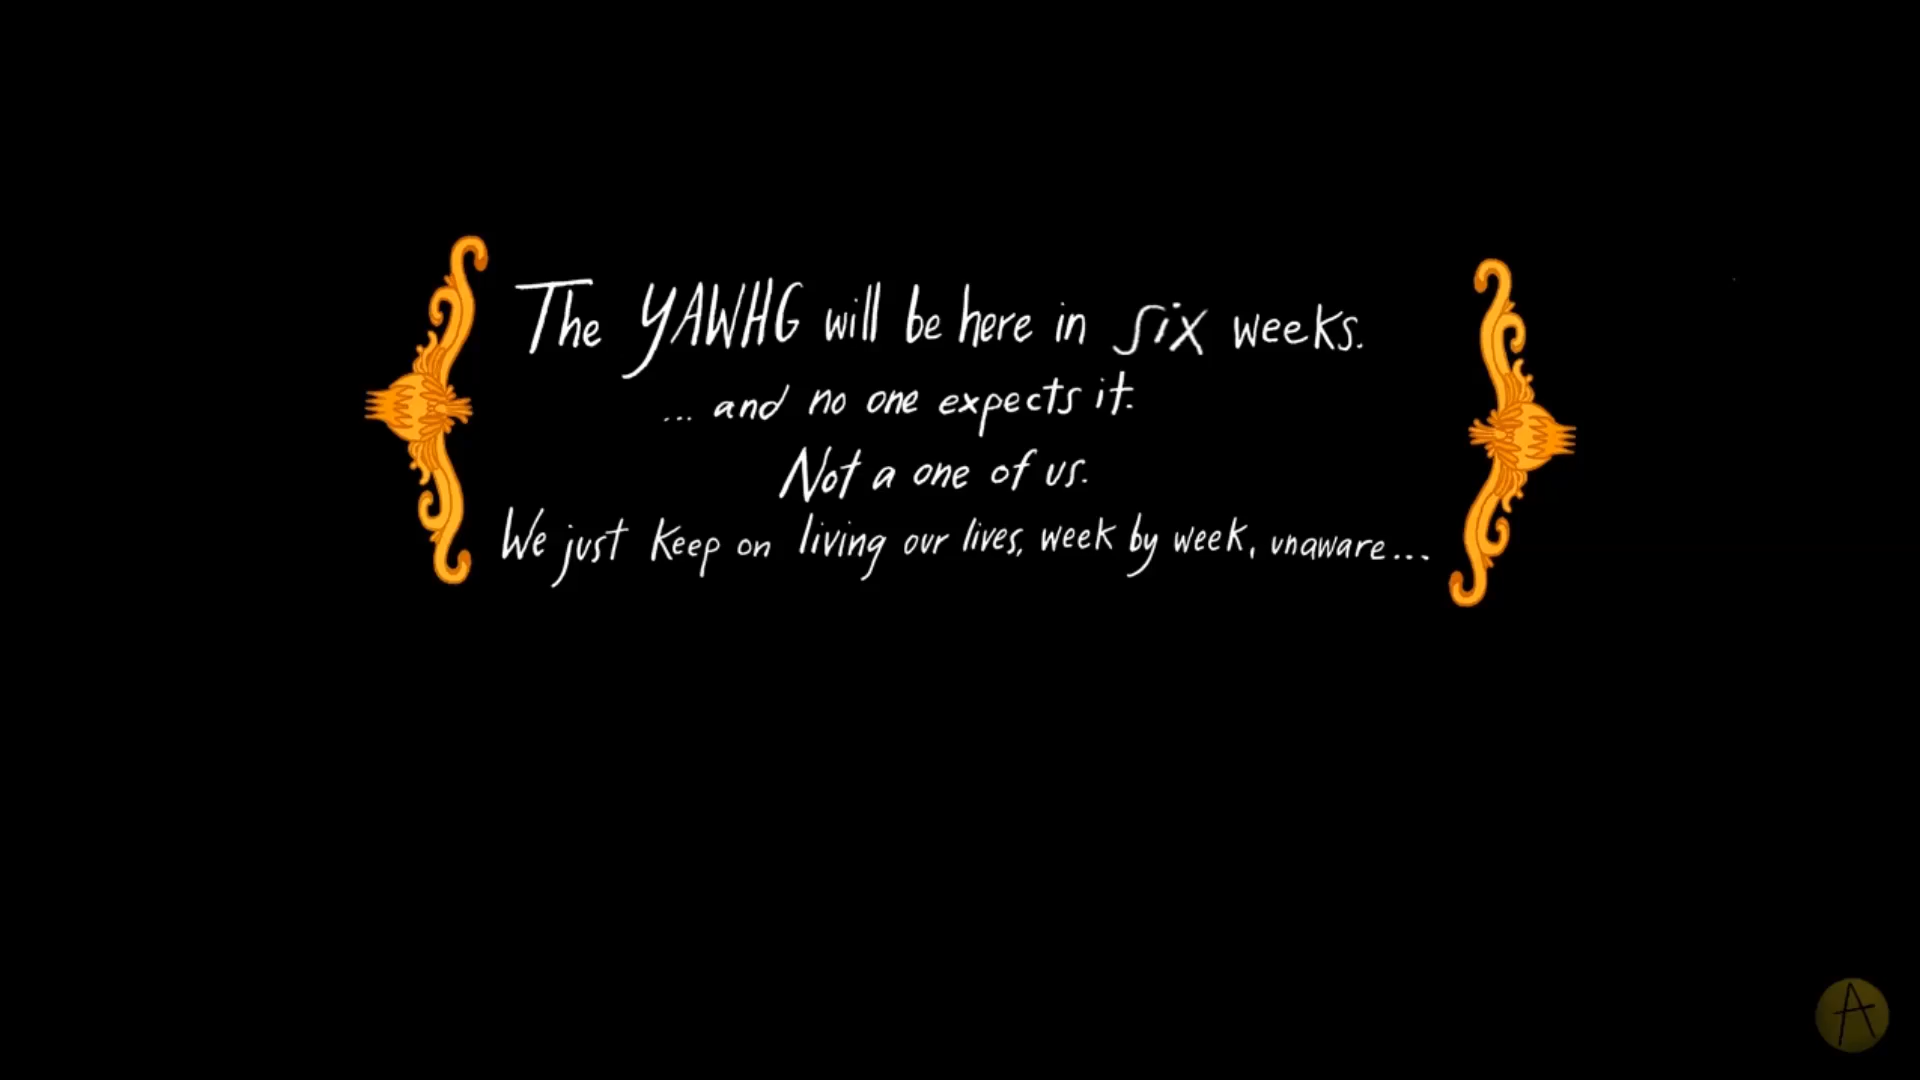 The YAWHG will be here in six weeks.
... and no one expects it.
Not a one of us.
We just keep on living our lives, week by week, unaware...
A